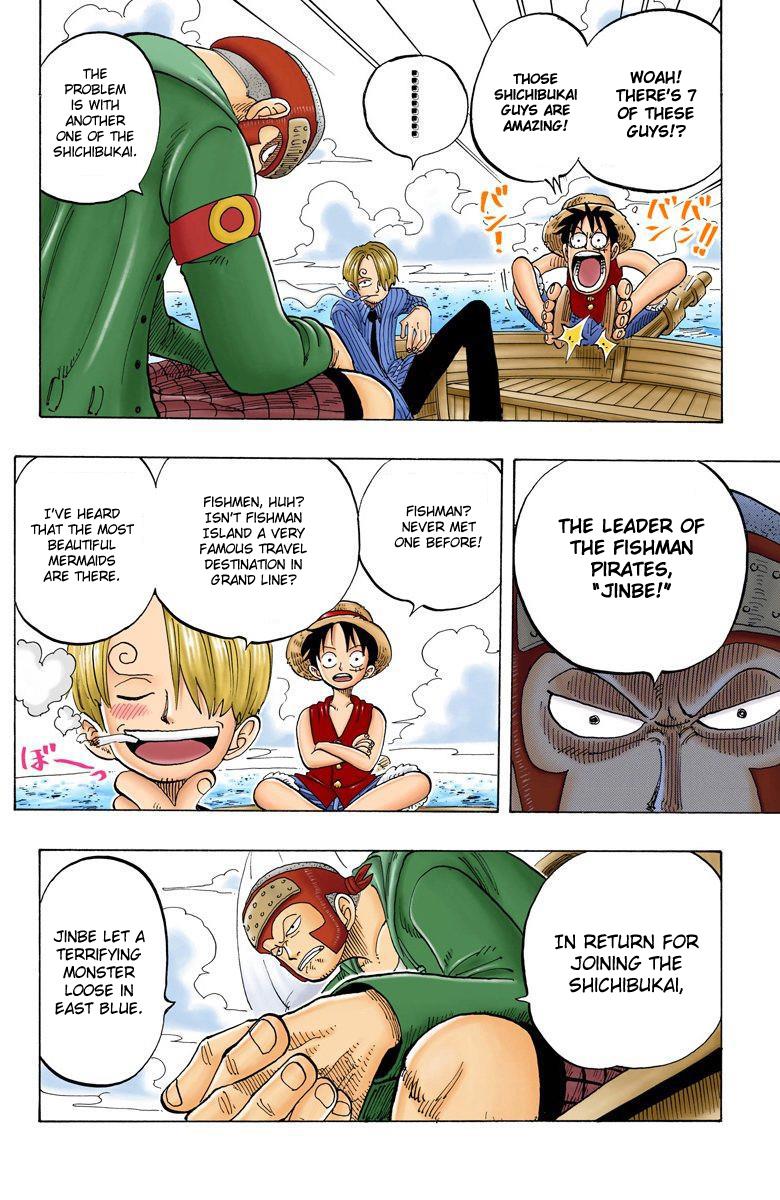 WOAH!
THERE'S 7
OF THESE
GUYS!?
THOSE
SHICHIBUKAI
GUYS ARE
AMAZING!
バン!!
バン
バン!
THE
PROBLEM
IS WITH
ANOTHER
ONE OF THE
SHICHIBUKAI.
THE LEADER OF
THE FISHMAN
PIRATES,
"JINBE!"
FISHMAN?
NEVER MET
ONE BEFORE!
FISHMEN, HUH?
ISN'T FISHMAN
ISLAND A VERY
FAMOUS TRAVEL
DESTINATION IN
GRAND LINE?
I'VE HEARD
THAT THE MOST
BEAUTIFUL
MERMAIDS
ARE THERE.
ぼーっ
IN RETURN FOR
JOINING THE
SHICHIBUKAI,
JINBE LET A
TERRIFYING
MONSTER
LOOSE IN
EAST BLUE.